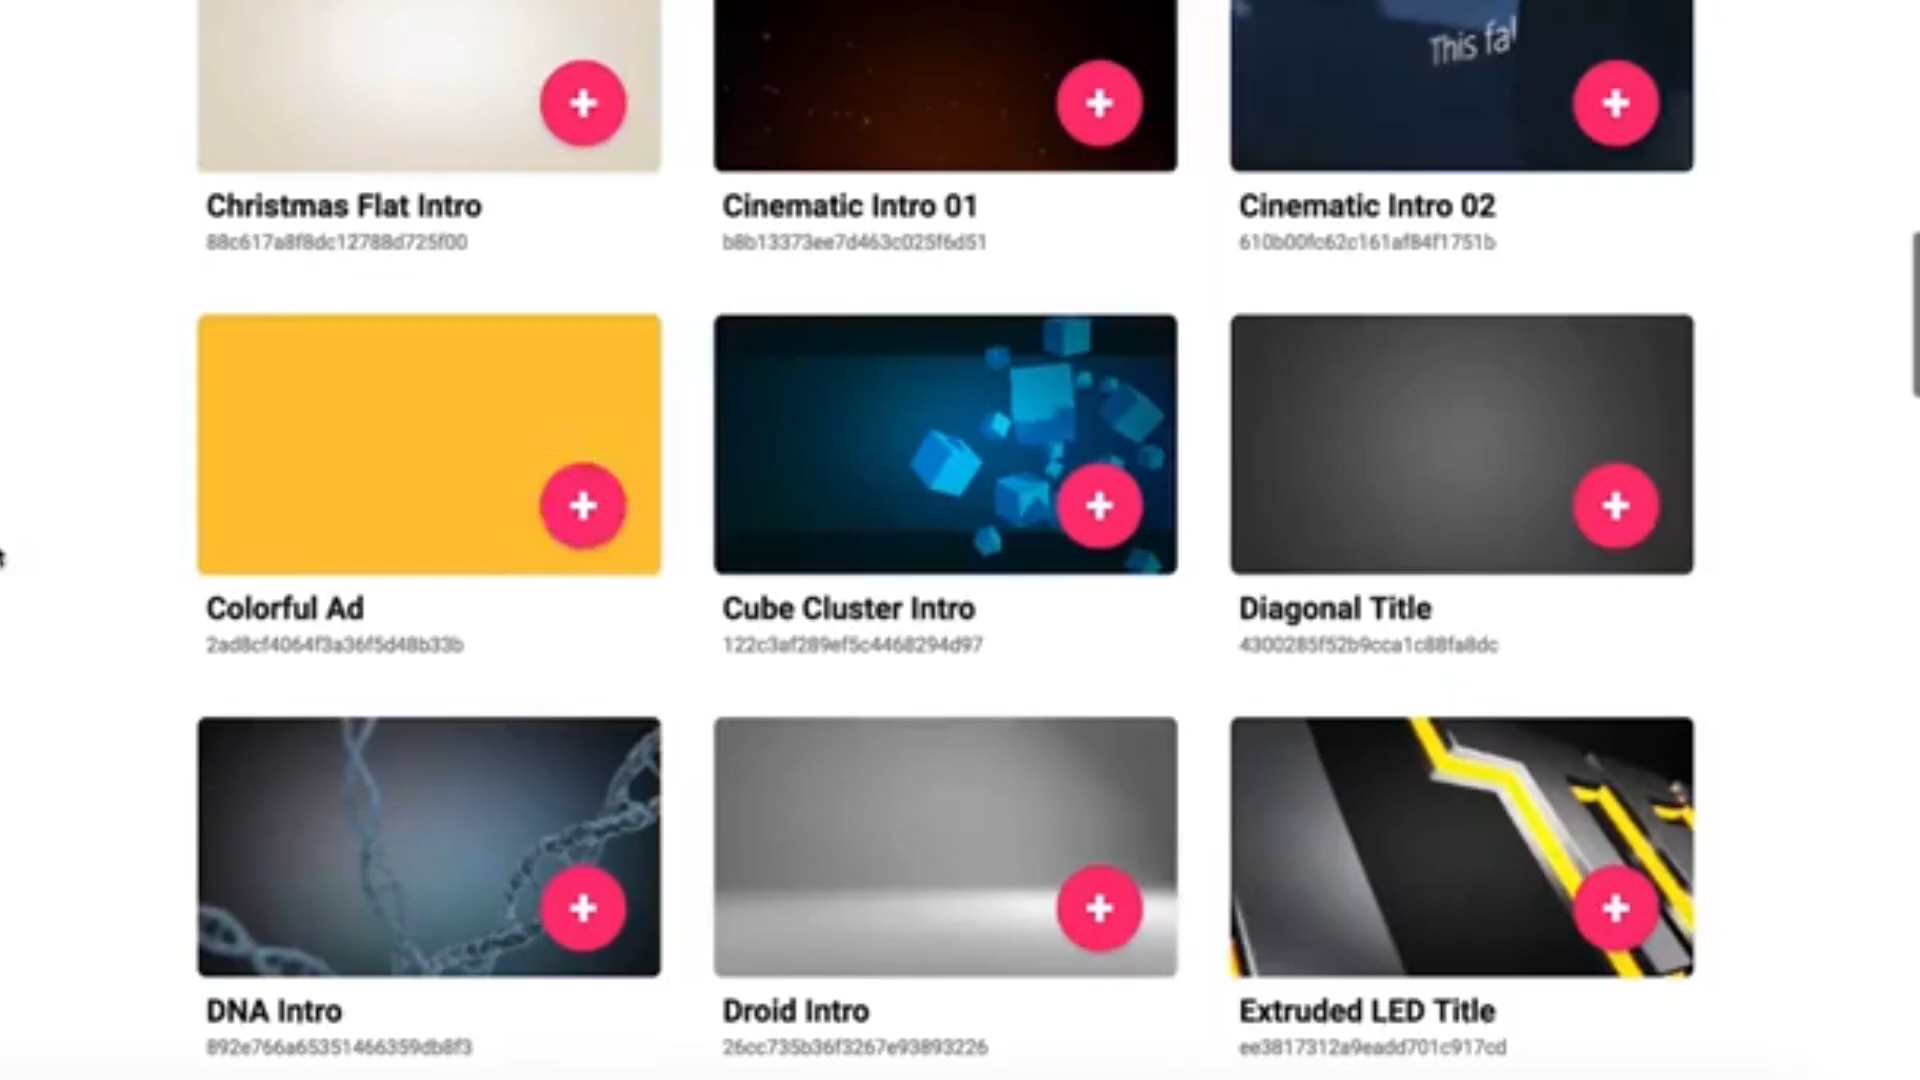 This fal
Christmas Flat Intro
88c617a8f8dc12788d725f00
Cinematic Intro 01
b8b13373ee7d463c025f6d51
Cinematic Intro 02
610b00fc62c161af84f1751b
Colorful Ad
2ad8cf4064f3a36f5d48b33b
Cube Cluster Intro
122c3af289ef5c4468294d97
Diagonal Title
4300285f52b9cca1c88fa8dc
DNA Intro
892e766a65351466359db8f3
Droid Intro
26cc735b36f3267e93893226
Extruded LED Title
ee3817312a9eadd701c917cd